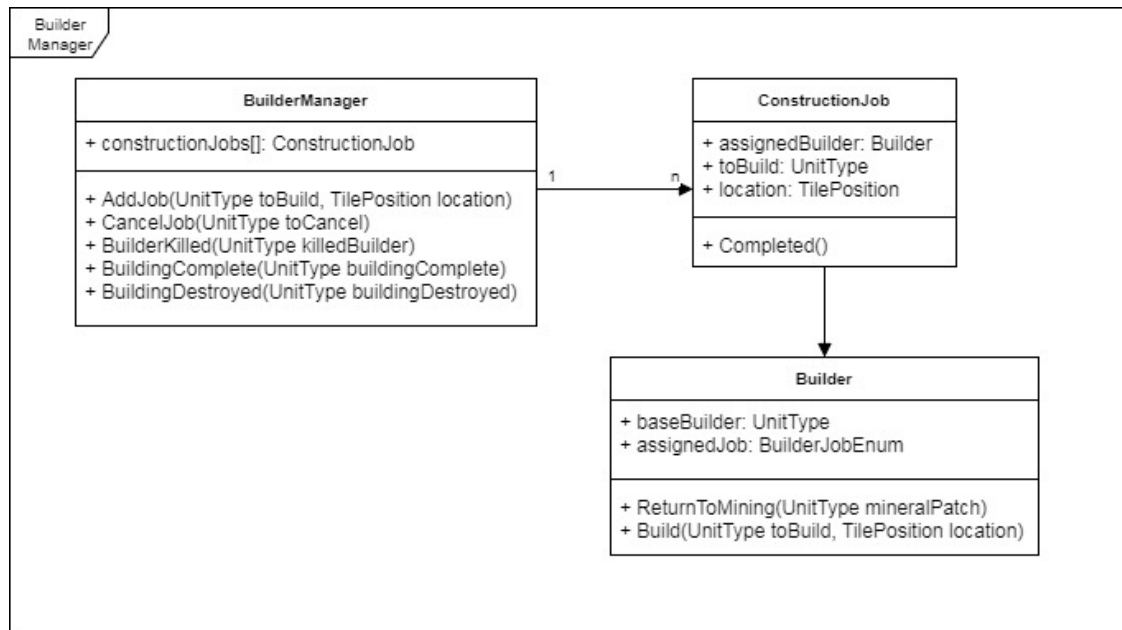 Builder
Manager
BuilderManager
+ constructionJobs[]: ConstructionJob
+ AddJob(UnitType toBuild, TilePosition location)
+ CancelJob(UnitType toCancel)
+ BuilderKilled(UnitType killedBuilder)
+ BuildingComplete(UnitType buildingComplete)
+ BuildingDestroyed(UnitType buildingDestroyed)
1
n
ConstructionJob
+ assignedBuilder: Builder
+ toBuild: UnitType
+ location: TilePosition
+ Completed()
Builder
+ baseBuilder: UnitType
+ assignedJob: BuilderJobEnum
+ ReturnToMining(UnitType mineralPatch)
+ Build(UnitType toBuild, TilePosition location)